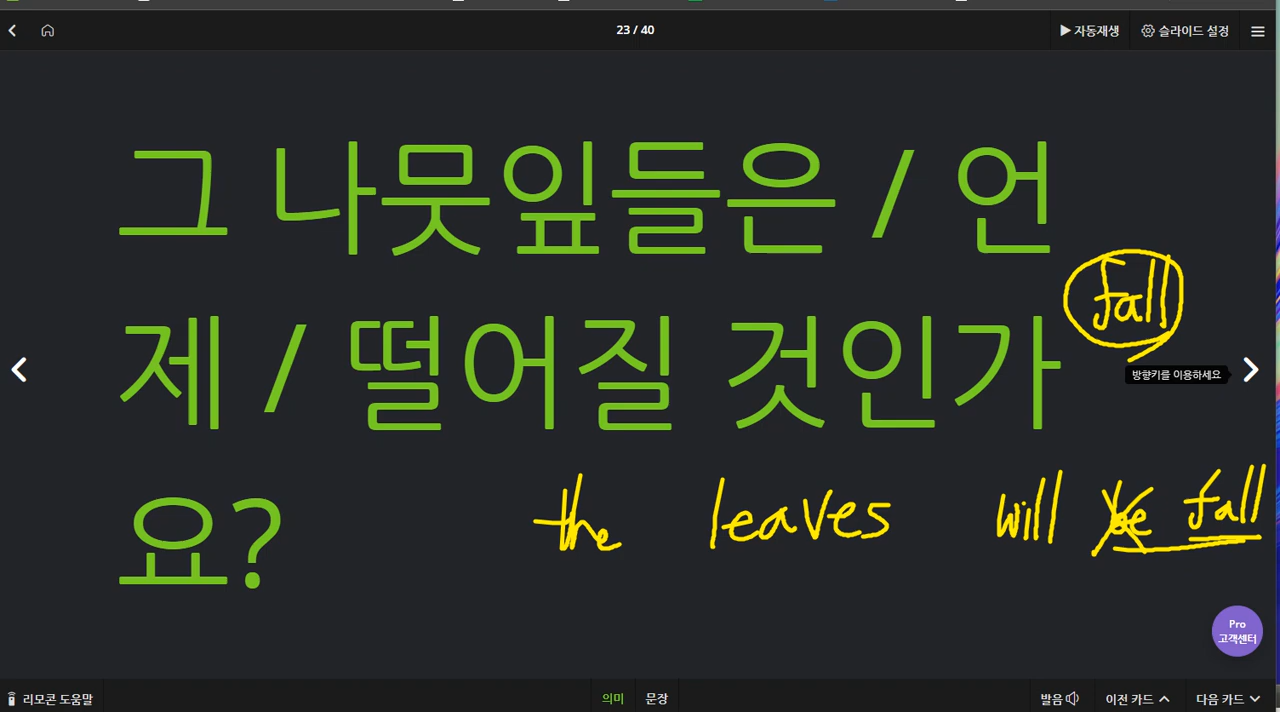 23 / 40
자동재생
슬라이드 설정
그 나뭇잎들은 / 언
제 / 떨어질 것인가
요?
fall
방향키를 이용하세요
the leaves will be fall
Pro
고객센터
리모콘 도움말
의미
문장
발음
이전 카드
다음 카드